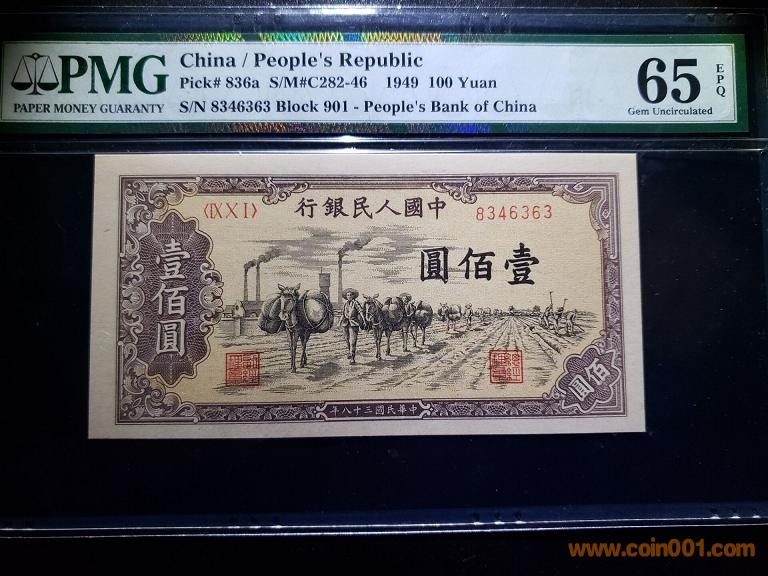 PMG
PAPER MONEY GUARANTY
China / People's Republic
Pick# 836a S/M#C282-46 1949 100 Yuan
S/N 8346363 Block 901 - People's Bank of China
65 EPQ
Gem Uncirculated
〈IX X I〉
行銀民人國中
8346363
圓佰壹
壹佰圓
佰圓
年八十三國民華中
www.coin001.com